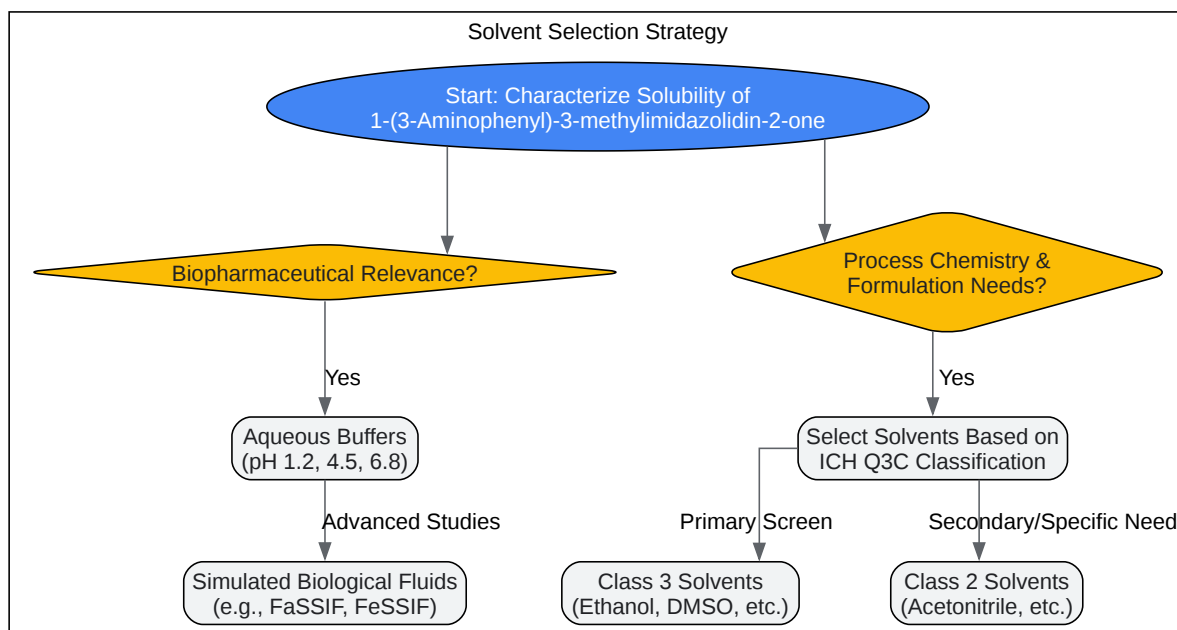 Solvent Selection Strategy
Start: Characterize Solubility of
1-(3-Aminophenyl)-3-methylimidazolidin-2-one
Biopharmaceutical Relevance?
Process Chemistry &
Formulation Needs?
Yes
Yes
Aqueous Buffers
(pH 1.2, 4.5, 6.8)
Select Solvents Based on
ICH Q3C Classification
Advanced Studies
Primary Screen
Secondary/Specific Need
Simulated Biological Fluids
(e.g., FaSSIF, FeSSIF)
Class 3 Solvents
(Ethanol, DMSO, etc.)
Class 2 Solvents
(Acetonitrile, etc.)